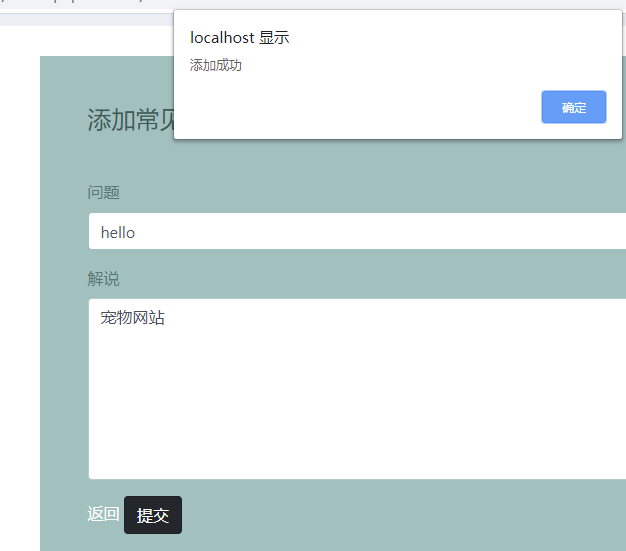 localhost 显示
添加成功
确定
添加常见
问题
hello
解说
宠物网站
返回 提交